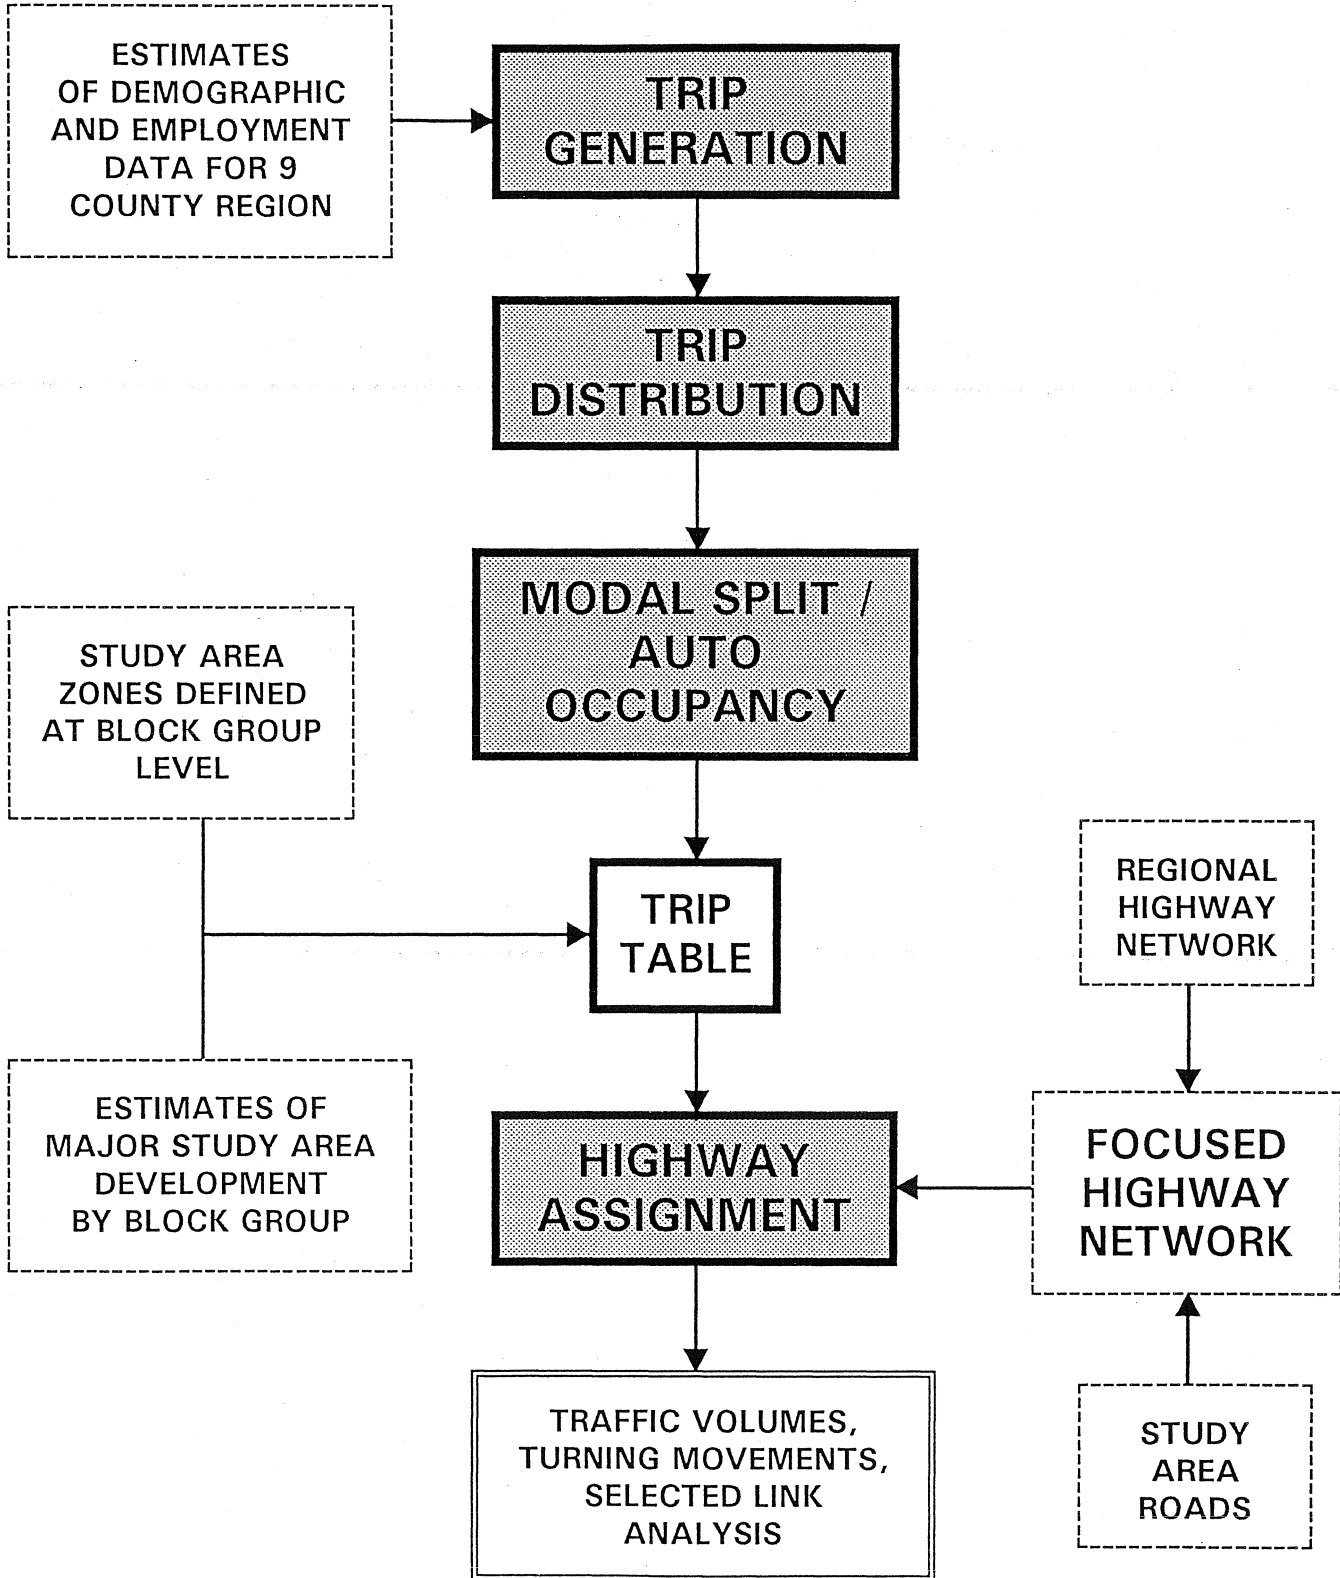 ESTIMATES
OF DEMOGRAPHIC
AND EMPLOYMENT
DATA FOR 9
COUNTY REGION
TRIP
GENERATION
TRIP
DISTRIBUTION
MODAL SPLIT /
AUTO
OCCUPANCY
STUDY AREA
ZONES DEFINED
AT BLOCK GROUP
LEVEL
TRIP
TABLE
REGIONAL
HIGHWAY
NETWORK
ESTIMATES OF
MAJOR STUDY AREA
DEVELOPMENT
BY BLOCK GROUP
HIGHWAY
ASSIGNMENT
FOCUSED
HIGHWAY
NETWORK
TRAFFIC VOLUMES,
TURNING MOVEMENTS,
SELECTED LINK
ANALYSIS
STUDY
AREA
ROADS